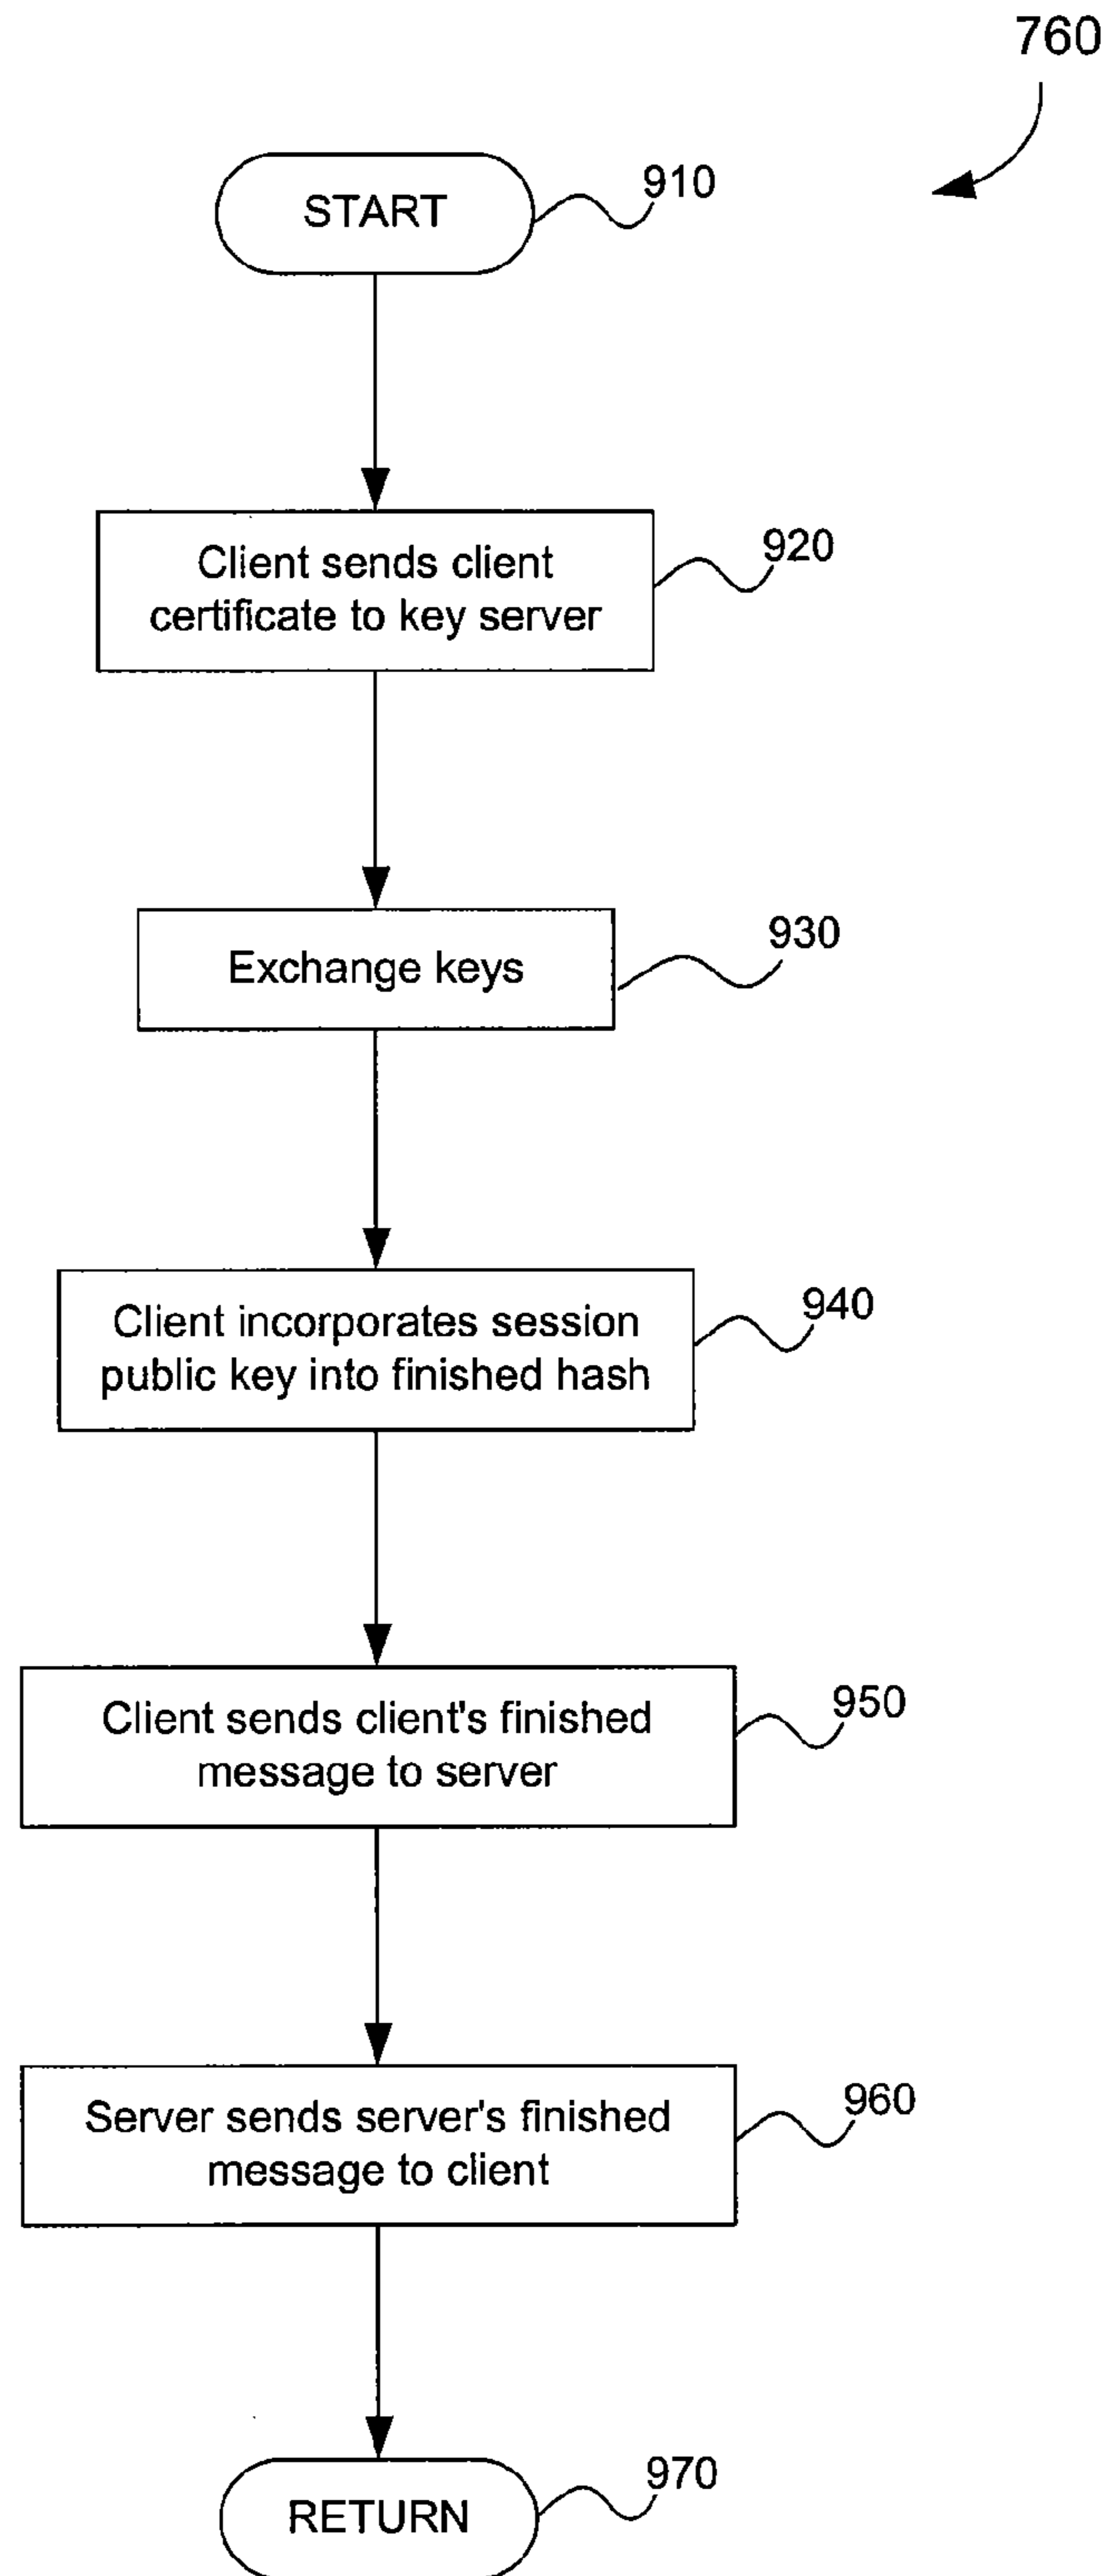 760
START
910
Client sends client
certificate to key server
920
Exchange keys
930
Client incorporates session
public key into finished hash
940
Client sends client's finished
message to server
950
Server sends server's finished
message to client
960
RETURN
970